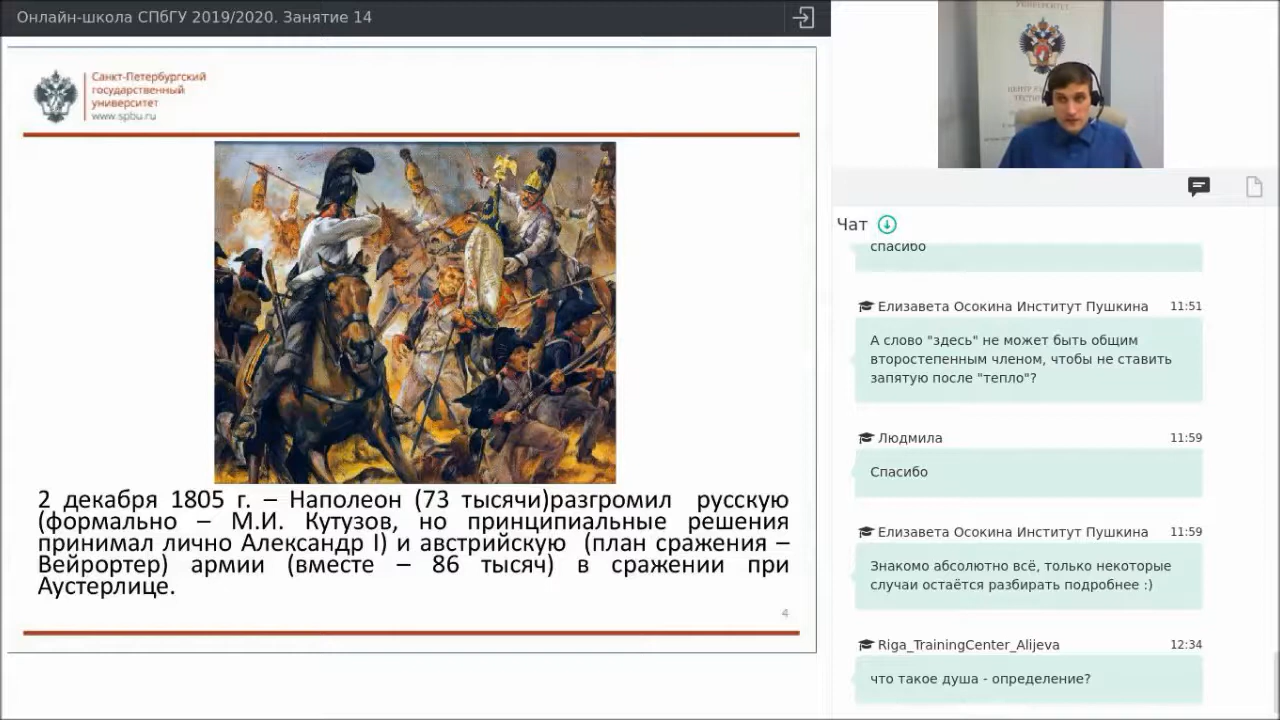 Онлайн-школа СПбГУ 2019/2020. Занятие 14
Санкт-Петербургский
государственный
университет
www.spbu.ru
2 декабря 1805 г. – Наполеон (73 тысячи)разгромил русскую
(формально – М.И. Кутузов, но принципиальные решения
принимал лично Александр I) и австрийскую (план сражения –
Вейрортер) армии (вместе – 86 тысяч) в сражении при
Аустерлице.
4
УНИВЕРСИТЕТ
Чат
спасибо
Елизавета Осокина Институт Пушкина 11:51
А слово "здесь" не может быть общим
второстепенным членом, чтобы не ставить
запятую после "тепло"?
Людмила 11:59
Спасибо
Елизавета Осокина Институт Пушкина 11:59
Знакомо абсолютно всё, только некоторые
случаи остаётся разбирать подробнее :)
Riga_TrainingCenter_Alijeva 12:34
что такое душа - определение?